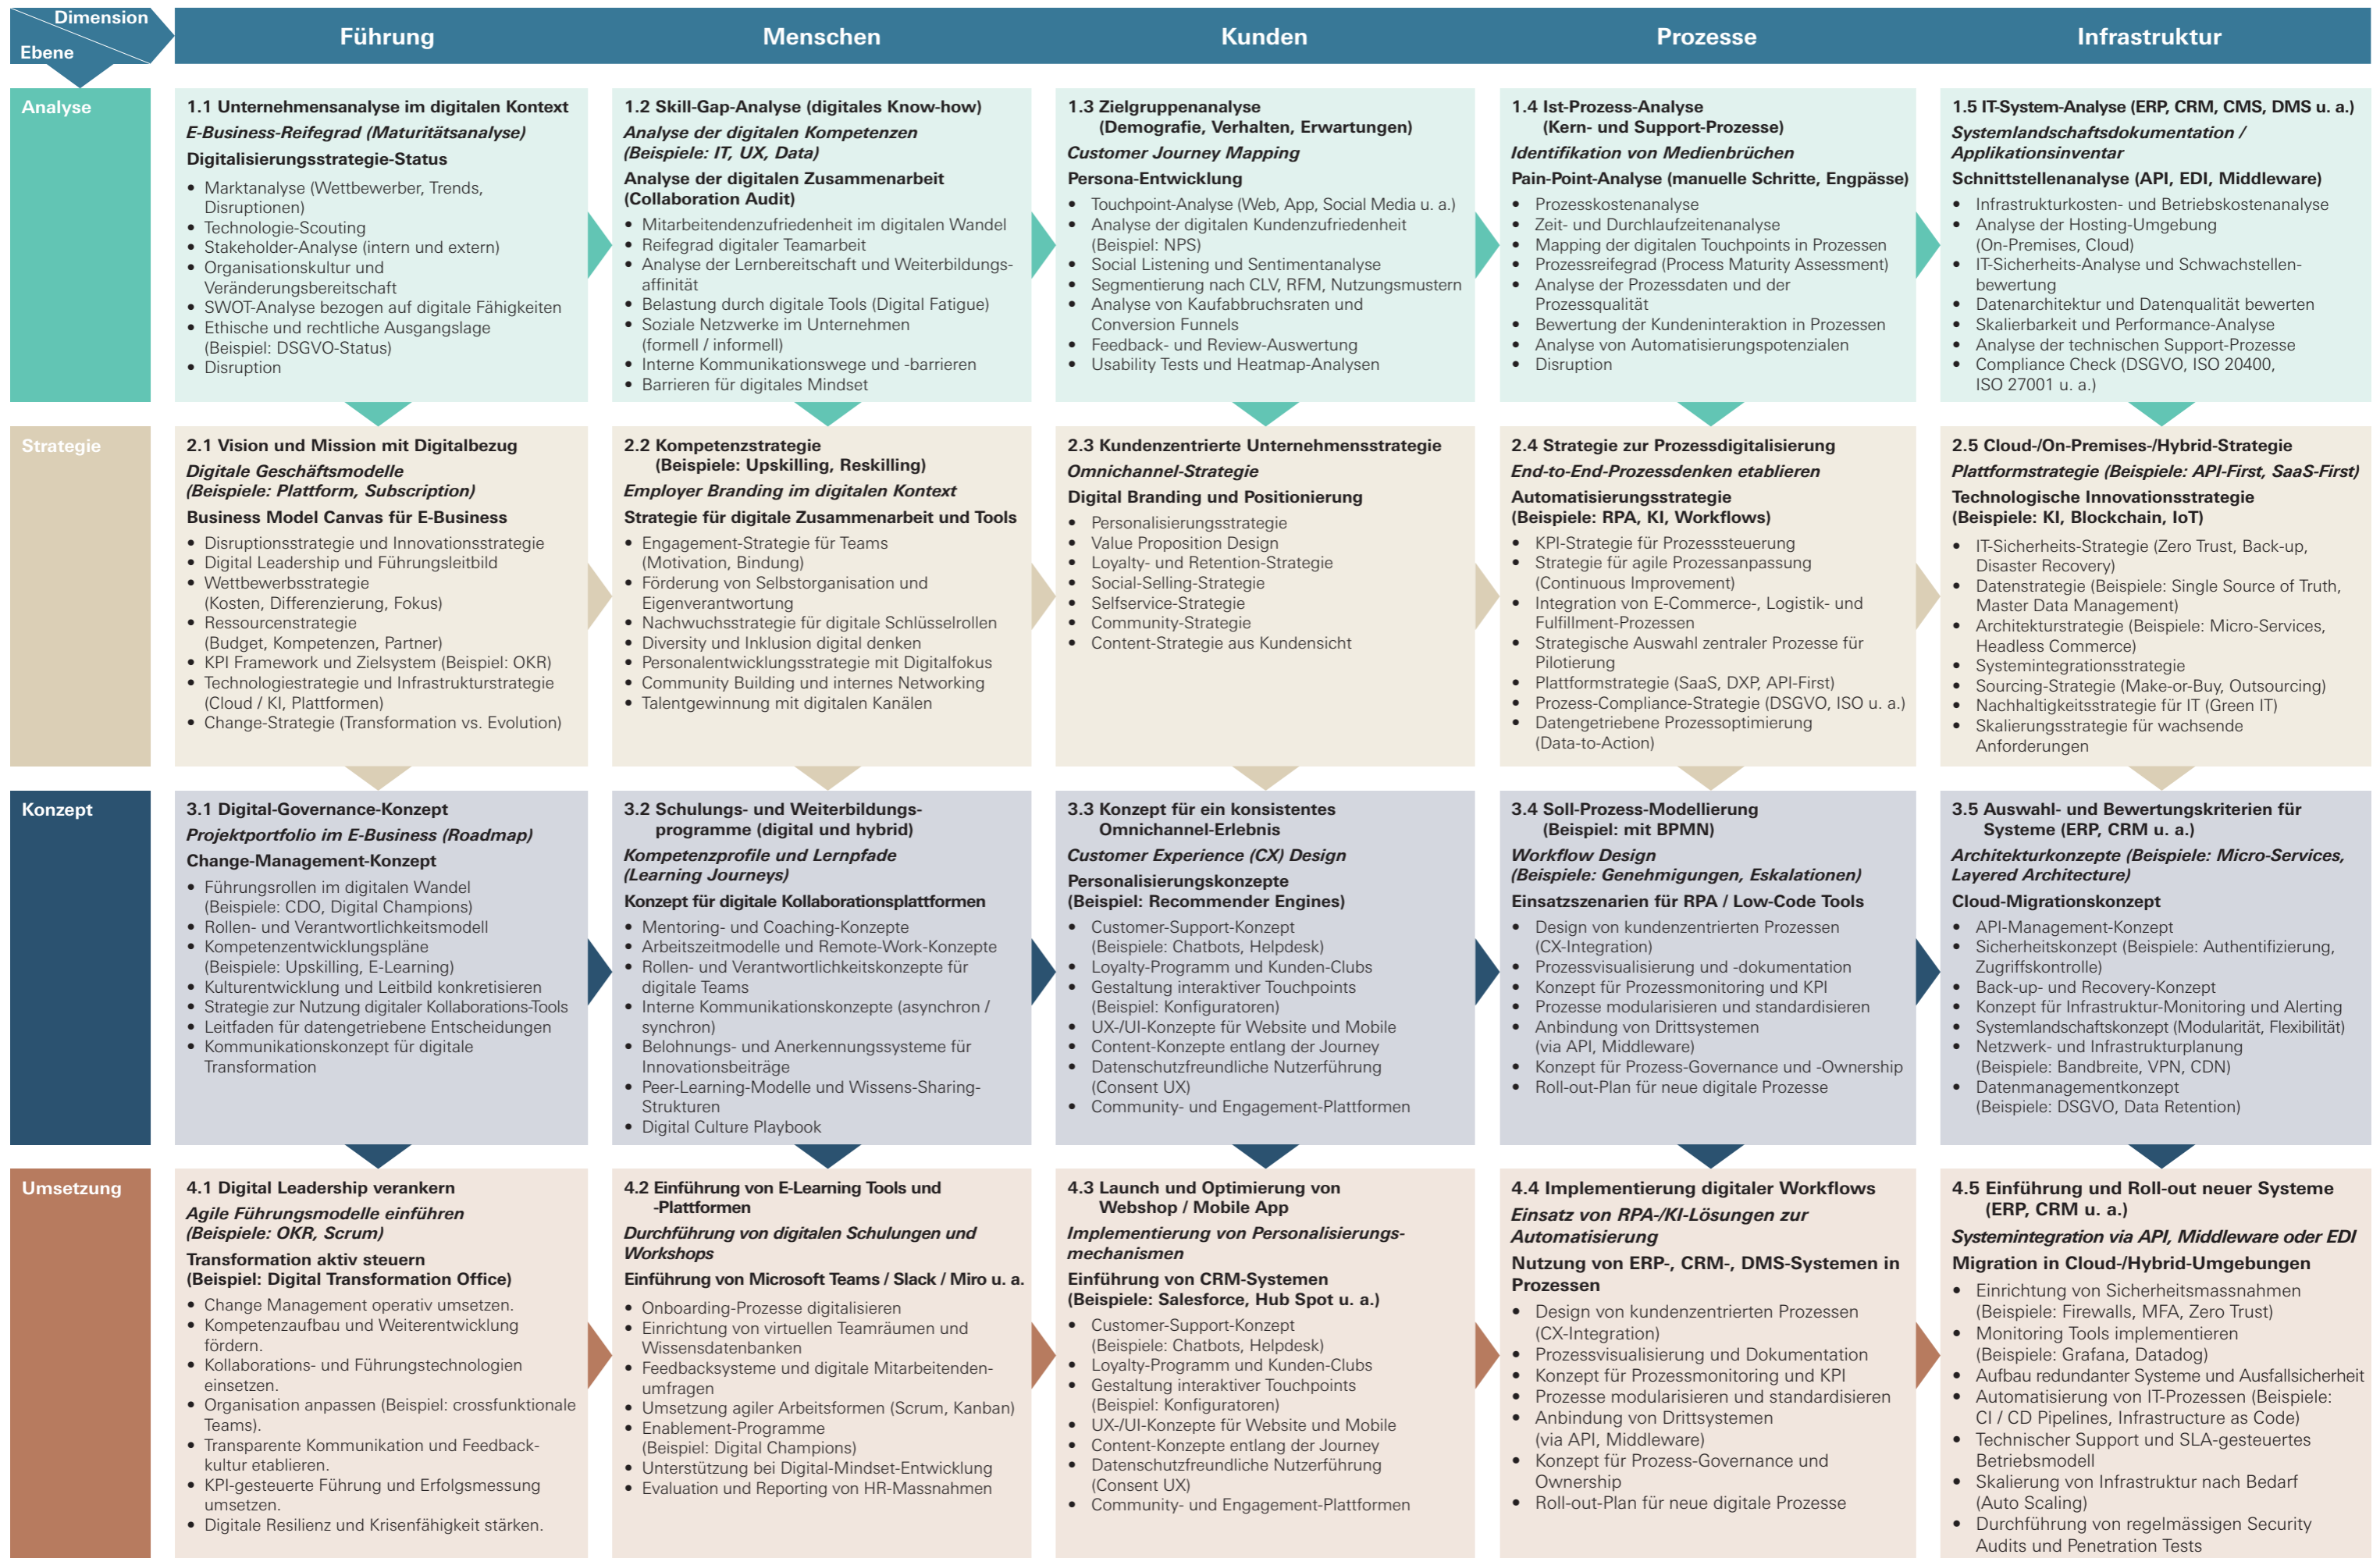 Dimension
Ebene
Führung
Menschen
Kunden
Prozesse
Infrastruktur
Analyse
1.1 Unternehmensanalyse im digitalen Kontext
E-Business-Reifegrad (Maturitätsanalyse)
Digitalisierungsstrategie-Status
• Marktanalyse (Wettbewerber, Trends,
Disruptionen)
• Technologie-Scouting
• Stakeholder-Analyse (intern und extern)
• Organisationskultur und
Veränderungsbereitschaft
• SWOT-Analyse bezogen auf digitale Fähigkeiten
• Ethische und rechtliche Ausgangslage
(Beispiel: DSGVO-Status)
• Disruption
1.2 Skill-Gap-Analyse (digitales Know-how)
Analyse der digitalen Kompetenzen
(Beispiele: IT, UX, Data)
Analyse der digitalen Zusammenarbeit
(Collaboration Audit)
• Mitarbeitendenzufriedenheit im digitalen Wandel
• Reifegrad digitaler Teamarbeit
• Analyse der Lernbereitschaft und Weiterbildungs-
affinität
• Belastung durch digitale Tools (Digital Fatigue)
• Soziale Netzwerke im Unternehmen
(formell / informell)
• Interne Kommunikationswege und -barrieren
• Barrieren für digitales Mindset
1.3 Zielgruppenanalyse
(Demografie, Verhalten, Erwartungen)
Customer Journey Mapping
Persona-Entwicklung
• Touchpoint-Analyse (Web, App, Social Media u. a.)
• Analyse der digitalen Kundenzufriedenheit
(Beispiel: NPS)
• Social Listening und Sentimentanalyse
• Segmentierung nach CLV, RFM, Nutzungsmustern
• Analyse von Kaufabbruchsraten und
Conversion Funnels
• Feedback- und Review-Auswertung
• Usability Tests und Heatmap-Analysen
1.4 Ist-Prozess-Analyse
(Kern- und Support-Prozesse)
Identifikation von Medienbrüchen
Pain-Point-Analyse (manuelle Schritte, Engpässe)
• Prozesskostenanalyse
• Zeit- und Durchlaufzeitenanalyse
• Mapping der digitalen Touchpoints in Prozessen
• Prozessreifegrad (Process Maturity Assessment)
• Analyse der Prozessdaten und der
Prozessqualität
• Bewertung der Kundeninteraktion in Prozessen
• Analyse von Automatisierungspotenzialen
• Disruption
1.5 IT-System-Analyse (ERP, CRM, CMS, DMS u. a.)
Systemlandschaftsdokumentation /
Applikationsinventar
Schnittstellenanalyse (API, EDI, Middleware)
• Infrastrukturkosten- und Betriebskostenanalyse
• Analyse der Hosting-Umgebung
(On-Premises, Cloud)
• IT-Sicherheits-Analyse und Schwachstellen-
bewertung
• Datenarchitektur und Datenqualität bewerten
• Skalierbarkeit und Performance-Analyse
• Analyse der technischen Support-Prozesse
• Compliance Check (DSGVO, ISO 20400,
ISO 27001 u. a.)
Strategie
2.1 Vision und Mission mit Digitalbezug
Digitale Geschäftsmodelle
(Beispiele: Plattform, Subscription)
Business Model Canvas für E-Business
• Disruptionsstrategie und Innovationsstrategie
• Digital Leadership und Führungsleitbild
• Wettbewerbsstrategie
(Kosten, Differenzierung, Fokus)
• Ressourcenstrategie
(Budget, Kompetenzen, Partner)
• KPI Framework und Zielsystem (Beispiel: OKR)
• Technologiestrategie und Infrastrukturstrategie
(Cloud / KI, Plattformen)
• Change-Strategie (Transformation vs. Evolution)
2.2 Kompetenzstrategie
(Beispiele: Upskilling, Reskilling)
Employer Branding im digitalen Kontext
Strategie für digitale Zusammenarbeit und Tools
• Engagement-Strategie für Teams
(Motivation, Bindung)
• Förderung von Selbstorganisation und
Eigenverantwortung
• Nachwuchsstrategie für digitale Schlüsselrollen
• Diversity und Inklusion digital denken
• Personalentwicklungsstrategie mit Digitalfokus
• Community Building und internes Networking
• Talentgewinnung mit digitalen Kanälen
2.3 Kundenzentrierte Unternehmensstrategie
Omnichannel-Strategie
Digital Branding und Positionierung
• Personalisierungsstrategie
• Value Proposition Design
• Loyalty- und Retention-Strategie
• Social-Selling-Strategie
• Selfservice-Strategie
• Community-Strategie
• Content-Strategie aus Kundensicht
2.4 Strategie zur Prozessdigitalisierung
End-to-End-Prozessdenken etablieren
Automatisierungsstrategie
(Beispiele: RPA, KI, Workflows)
• KPI-Strategie für Prozesssteuerung
• Strategie für agile Prozessanpassung
(Continuous Improvement)
• Integration von E-Commerce-, Logistik- und
Fulfillment-Prozessen
• Strategische Auswahl zentraler Prozesse für
Pilotierung
• Plattformstrategie (SaaS, DXP, API-First)
• Prozess-Compliance-Strategie (DSGVO, ISO u. a.)
• Datengetriebene Prozessoptimierung
(Data-to-Action)
2.5 Cloud-/On-Premises-/Hybrid-Strategie
Plattformstrategie (Beispiele: API-First, SaaS-First)
Technologische Innovationsstrategie
(Beispiele: KI, Blockchain, IoT)
• IT-Sicherheits-Strategie (Zero Trust, Back-up,
Disaster Recovery)
• Datenstrategie (Beispiele: Single Source of Truth,
Master Data Management)
• Architekturstrategie (Beispiele: Micro-Services,
Headless Commerce)
• Systemintegrationsstrategie
• Sourcing-Strategie (Make-or-Buy, Outsourcing)
• Nachhaltigkeitsstrategie für IT (Green IT)
• Skalierungsstrategie für wachsende
Anforderungen
Konzept
3.1 Digital-Governance-Konzept
Projektportfolio im E-Business (Roadmap)
Change-Management-Konzept
• Führungsrollen im digitalen Wandel
(Beispiele: CDO, Digital Champions)
• Rollen- und Verantwortlichkeitsmodell
• Kompetenzentwicklungspläne
(Beispiele: Upskilling, E-Learning)
• Kulturentwicklung und Leitbild konkretisieren
• Strategie zur Nutzung digitaler Kollaborations-Tools
• Leitfaden für datengetriebene Entscheidungen
• Kommunikationskonzept für digitale
Transformation
3.2 Schulungs- und Weiterbildungs-
programme (digital und hybrid)
Kompetenzprofile und Lernpfade
(Learning Journeys)
Konzept für digitale Kollaborationsplattformen
• Mentoring- und Coaching-Konzepte
• Arbeitszeitmodelle und Remote-Work-Konzepte
• Rollen- und Verantwortlichkeitskonzepte für
digitale Teams
• Interne Kommunikationskonzepte (asynchron /
synchron)
• Belohnungs- und Anerkennungssysteme für
Innovationsbeiträge
• Peer-Learning-Modelle und Wissens-Sharing-
Strukturen
• Digital Culture Playbook
3.3 Konzept für ein konsistentes
Omnichannel-Erlebnis
Customer Experience (CX) Design
Personalisierungskonzepte
(Beispiel: Recommender Engines)
• Customer-Support-Konzept
(Beispiele: Chatbots, Helpdesk)
• Loyalty-Programm und Kunden-Clubs
• Gestaltung interaktiver Touchpoints
(Beispiel: Konfiguratoren)
• UX-/UI-Konzepte für Website und Mobile
• Content-Konzepte entlang der Journey
• Datenschutzfreundliche Nutzerführung
(Consent UX)
• Community- und Engagement-Plattformen
3.4 Soll-Prozess-Modellierung
(Beispiel: mit BPMN)
Workflow Design
(Beispiele: Genehmigungen, Eskalationen)
Einsatzszenarien für RPA / Low-Code Tools
• Design von kundenzentrierten Prozessen
(CX-Integration)
• Prozessvisualisierung und -dokumentation
• Konzept für Prozessmonitoring und KPI
• Prozesse modularisieren und standardisieren
• Anbindung von Drittsystemen
(via API, Middleware)
• Konzept für Prozess-Governance und -Ownership
• Roll-out-Plan für neue digitale Prozesse
3.5 Auswahl- und Bewertungskriterien für
Systeme (ERP, CRM u. a.)
Architekturkonzepte (Beispiele: Micro-Services,
Layered Architecture)
Cloud-Migrationskonzept
• API-Management-Konzept
• Sicherheitskonzept (Beispiele: Authentifizierung,
Zugriffskontrolle)
• Back-up- und Recovery-Konzept
• Konzept für Infrastruktur-Monitoring und Alerting
• Systemlandschaftskonzept (Modularität, Flexibilität)
• Netzwerk- und Infrastrukturplanung
(Beispiele: Bandbreite, VPN, CDN)
• Datenmanagementkonzept
(Beispiele: DSGVO, Data Retention)
Umsetzung
4.1 Digital Leadership verankern
Agile Führungsmodelle einführen
(Beispiele: OKR, Scrum)
Transformation aktiv steuern
(Beispiel: Digital Transformation Office)
• Change Management operativ umsetzen.
• Kompetenzaufbau und Weiterentwicklung
fördern.
• Kollaborations- und Führungstechnologien
einsetzen.
• Organisation anpassen (Beispiel: crossfunktionale
Teams).
• Transparente Kommunikation und Feedback-
kultur etablieren.
• KPI-gesteuerte Führung und Erfolgsmessung
umsetzen.
• Digitale Resilienz und Krisenfähigkeit stärken.
4.2 Einführung von E-Learning Tools und
-Plattformen
Durchführung von digitalen Schulungen und
Workshops
Einführung von Microsoft Teams / Slack / Miro u. a.
• Onboarding-Prozesse digitalisieren
• Einrichtung von virtuellen Teamräumen und
Wissensdatenbanken
• Feedbacksysteme und digitale Mitarbeitenden-
umfragen
• Umsetzung agiler Arbeitsformen (Scrum, Kanban)
• Enablement-Programme
(Beispiel: Digital Champions)
• Unterstützung bei Digital-Mindset-Entwicklung
• Evaluation und Reporting von HR-Massnahmen
4.3 Launch und Optimierung von
Webshop / Mobile App
Implementierung von Personalisierungs-
mechanismen
Einführung von CRM-Systemen
(Beispiele: Salesforce, Hub Spot u. a.)
• Customer-Support-Konzept
(Beispiele: Chatbots, Helpdesk)
• Loyalty-Programm und Kunden-Clubs
• Gestaltung interaktiver Touchpoints
(Beispiel: Konfiguratoren)
• UX-/UI-Konzepte für Website und Mobile
• Content-Konzepte entlang der Journey
• Datenschutzfreundliche Nutzerführung
(Consent UX)
• Community- und Engagement-Plattformen
4.4 Implementierung digitaler Workflows
Einsatz von RPA-/KI-Lösungen zur
Automatisierung
Nutzung von ERP-, CRM-, DMS-Systemen in
Prozessen
• Design von kundenzentrierten Prozessen
(CX-Integration)
• Prozessvisualisierung und Dokumentation
• Konzept für Prozessmonitoring und KPI
• Prozesse modularisieren und standardisieren
• Anbindung von Drittsystemen
(via API, Middleware)
• Konzept für Prozess-Governance und
Ownership
• Roll-out-Plan für neue digitale Prozesse
4.5 Einführung und Roll-out neuer Systeme
(ERP, CRM u. a.)
Systemintegration via API, Middleware oder EDI
Migration in Cloud-/Hybrid-Umgebungen
• Einrichtung von Sicherheitsmassnahmen
(Beispiele: Firewalls, MFA, Zero Trust)
• Monitoring Tools implementieren
(Beispiele: Grafana, Datadog)
• Aufbau redundanter Systeme und Ausfallsicherheit
• Automatisierung von IT-Prozessen (Beispiele:
CI / CD Pipelines, Infrastructure as Code)
• Technischer Support und SLA-gesteuertes
Betriebsmodell
• Skalierung von Infrastruktur nach Bedarf
(Auto Scaling)
• Durchführung von regelmässigen Security
Audits und Penetration Tests